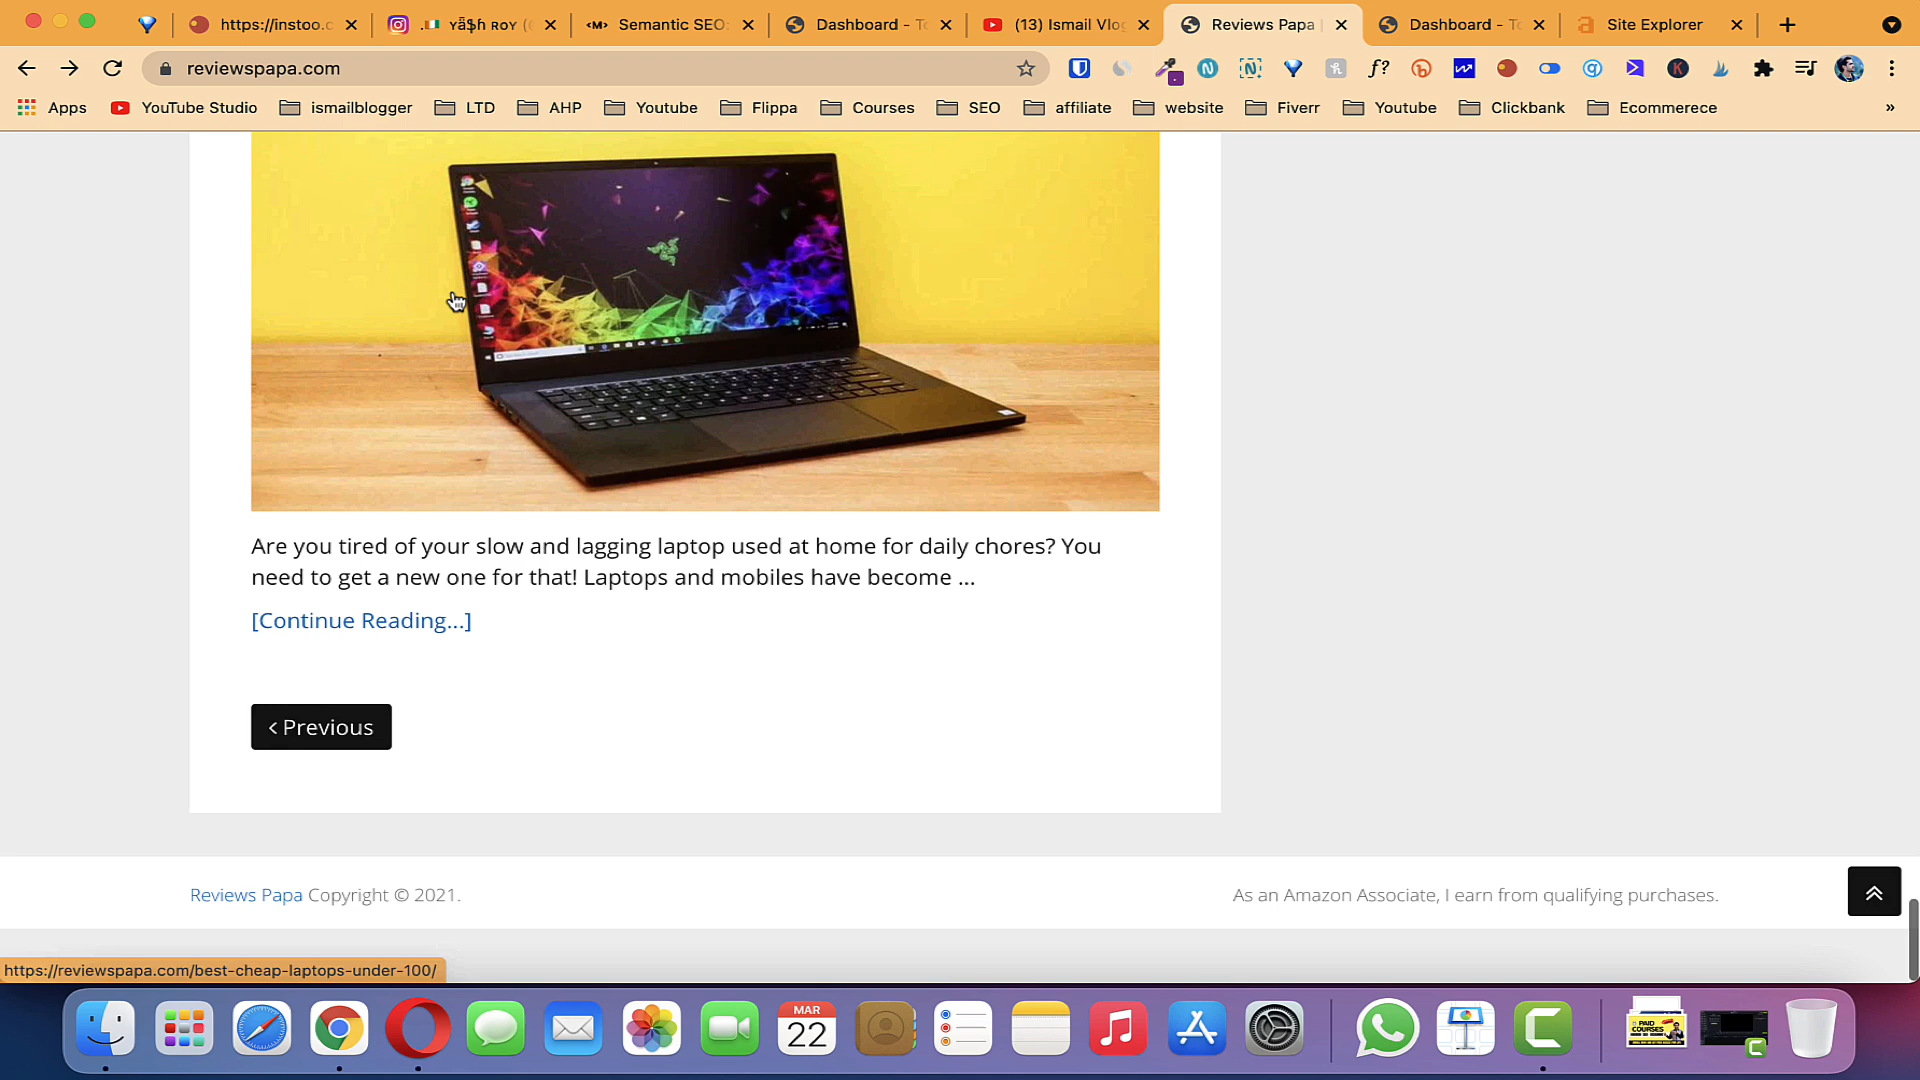 https://instoo.c
Semantic SEO:
Dashboard - To
(13) Ismail Vlog
Reviews Papa |
Dashboard - To
Site Explorer
reviewspapa.com
Apps
YouTube Studio
ismailblogger
LTD
AHP
Youtube
Flippa
Courses
SEO
affiliate
website
Fiverr
Youtube
Clickbank
Ecommerece
»
Are you tired of your slow and lagging laptop used at home for daily chores? You
need to get a new one for that! Laptops and mobiles have become ...
[Continue Reading...]
< Previous
Reviews Papa Copyright © 2021.
As an Amazon Associate, I earn from qualifying purchases.
https://reviewspapa.com/best-cheap-laptops-under-100/
MAR
22
PAID
COURSES